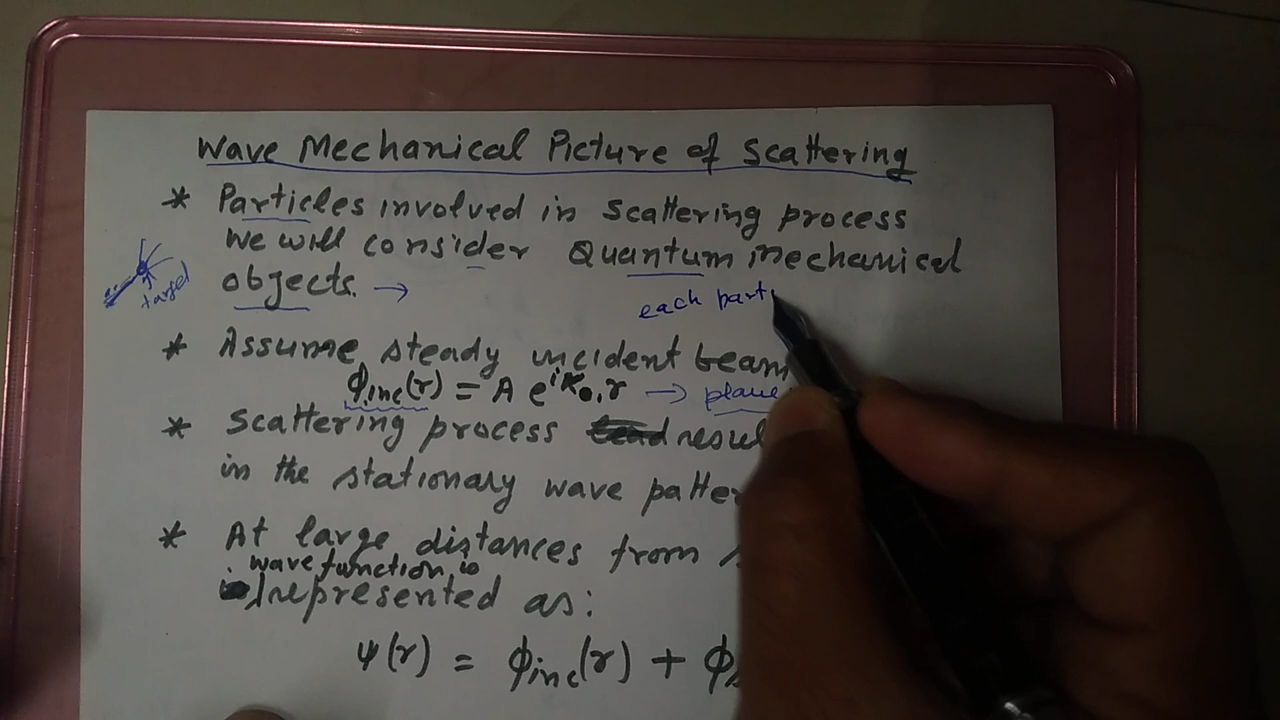 Wave Mechanical Picture of Scattering
* Particles involved in scattering process
we will consider Quantum mechanical
objects. →
target
each part
* Assume steady incident beam
ϕinc(r) = A e^{ik₀.r} → plane
* Scattering process resul
in the stationary wave patter
* At large distances from s
wave function is
represented as:
ψ(r) = ϕinc(r) + ϕs